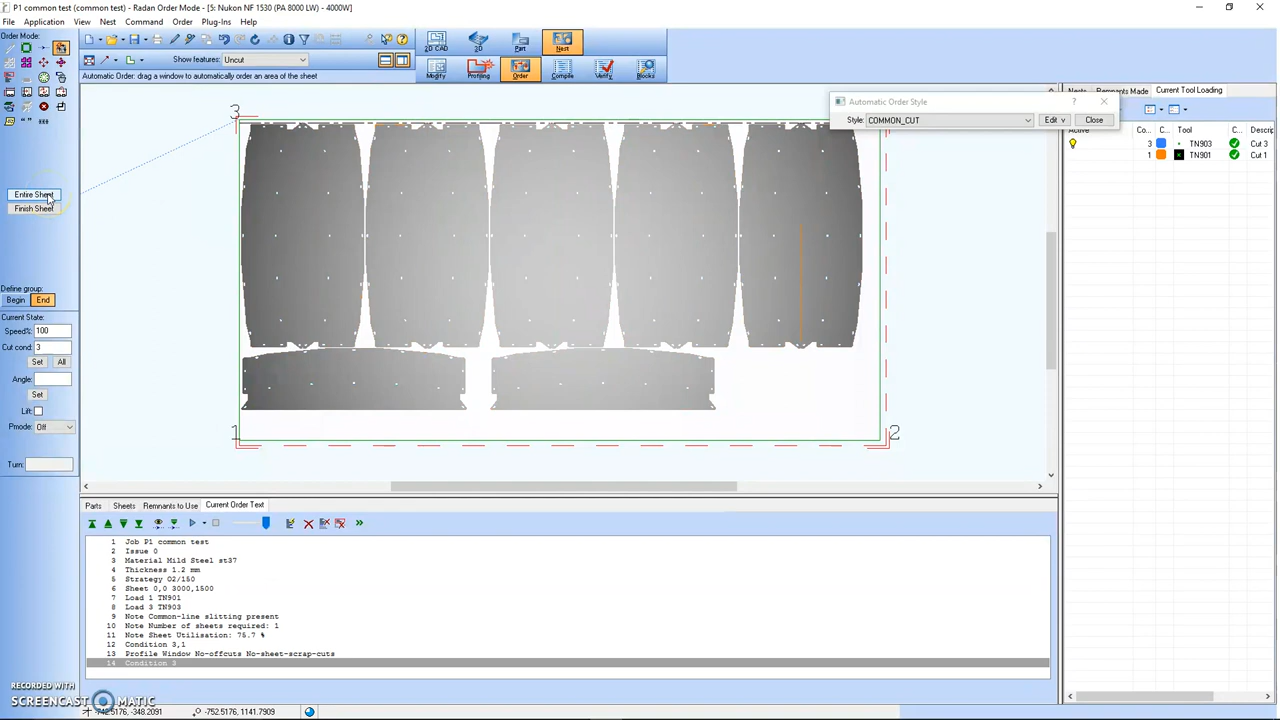 P1 common test (common test) - Radan Order Mode - [5: Nukon NF 1530 (PA 8000 LW) - 4000W]
File Application View Nest Command Order Plug-Ins Help
Order Mode:
Show features: Uncut
2D CAD 3D Part Nest
Modify Profiling Order Compile Verify Blocks
Automatic Order: drag a window to automatically order an area of the sheet
Automatic Order Style ?
Style: COMMON_CUT Edit Close
Nests Remnants Made Current Tool Loading
Active Co... C... Tool C... Descrip
3 TN903 Cut 3
1 TN901 Cut 1
3
1
2
Entire Sheet
Finish Sheet
Define group:
Begin End
Current State:
Speed%: 100
Cut cond: 3
Set All
Angle:
Set
Lift:
Pmode: Off
Turn:
Parts Sheets Remnants to Use Current Order Text
1 Job P1 common test
2 Issue 0
3 Material Mild Steel st37
4 Thickness 1.2 mm
5 Strategy O2/150
6 Sheet 0,0 3000,1500
7 Load 1 TN901
8 Load 3 TN903
9 Note Common-line slitting present
10 Note Number of sheets required: 1
11 Note Sheet Utilisation: 75.7 %
12 Condition 3,1
13 Profile Window No-offcuts No-sheet-scrap-cuts
14 Condition 3
RECORDED WITH
SCREENCAST MATIC
-742.5176, -348.2091 -752.5176, 1141.7909